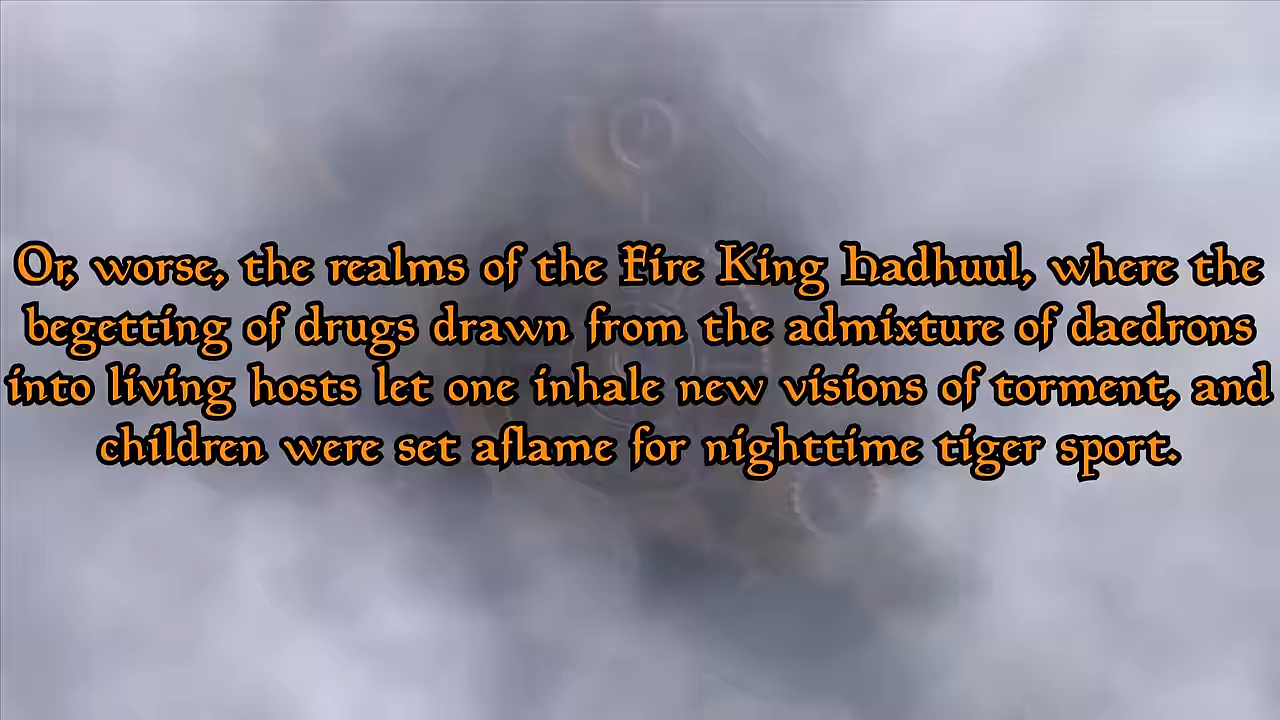 Or, worse, the realms of the Fire King Hadhuul, where the
begetting of drugs drawn from the admixture of daedrons
into living hosts let one inhale new visions of torment, and
children were set aflame for nighttime tiger sport.